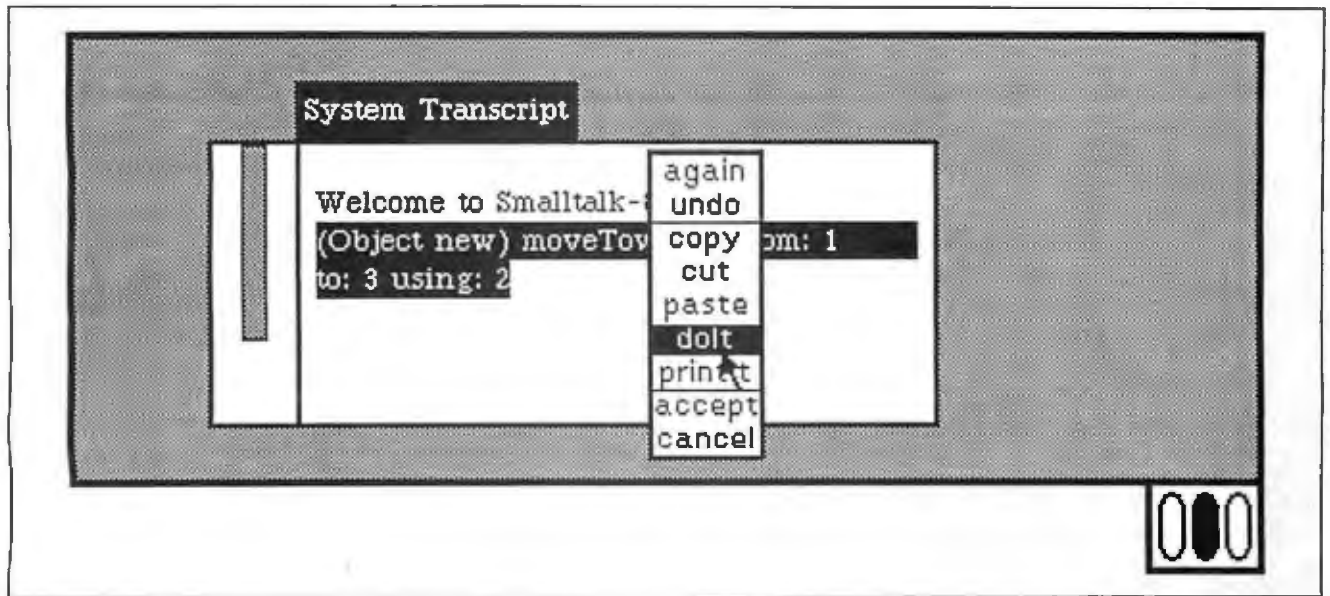 System Transcript
Welcome to Smalltalk-
(Object new) moveTow om: 1
to: 3 using: 2
again
undo
copy
cut
paste
doIt
printIt
accept
cancel